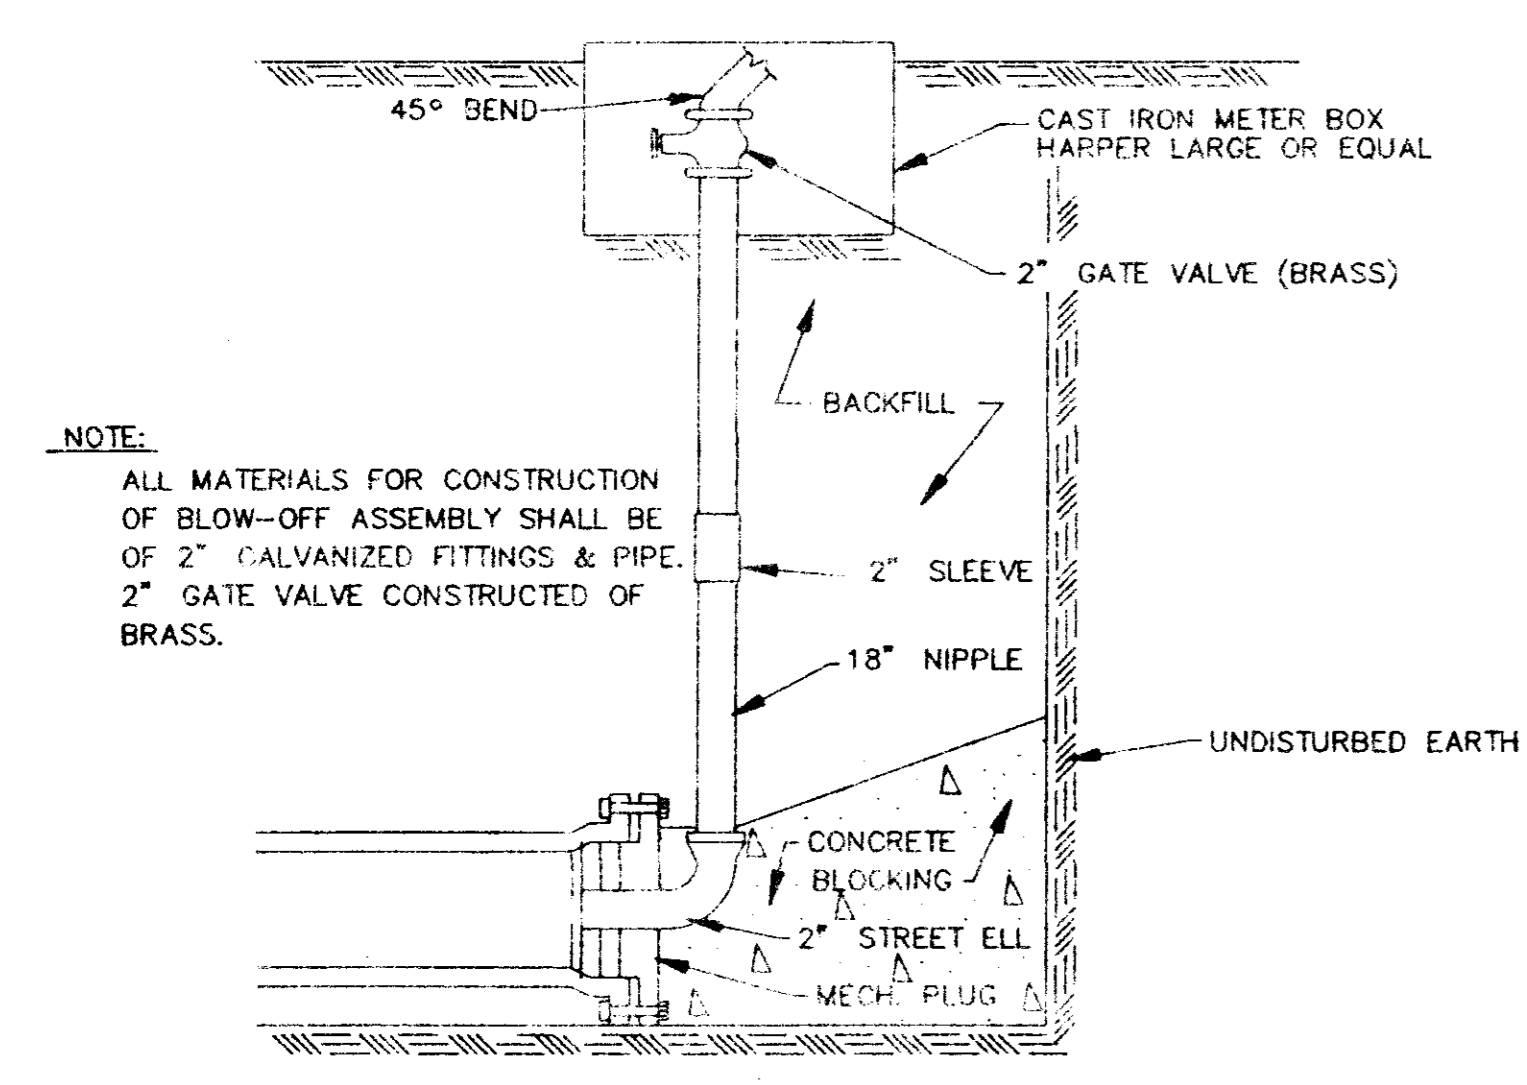 45° BEND
CAST IRON METER BOX
HARPER LARGE OR EQUAL
2" GATE VALVE (BRASS)
BACKFILL
NOTE:
ALL MATERIALS FOR CONSTRUCTION
OF BLOW-OFF ASSEMBLY SHALL BE
OF 2" GALVANIZED FITTINGS & PIPE.
2" GATE VALVE CONSTRUCTED OF
BRASS.
2" SLEEVE
18" NIPPLE
UNDISTURBED EARTH
CONCRETE
BLOCKING
2" STREET ELL
MECH. PLUG